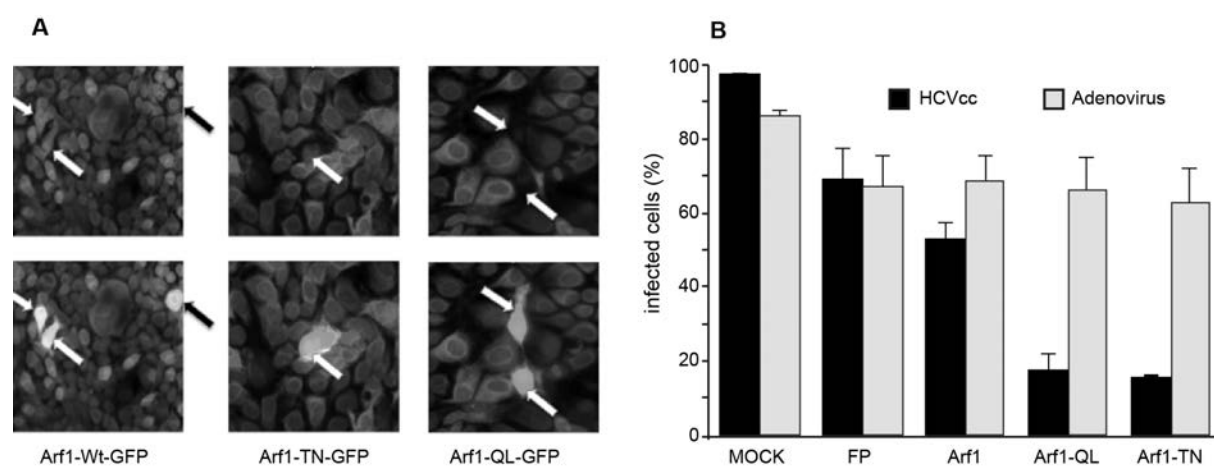 A
Arf1-Wt-GFP
Arf1-TN-GFP
Arf1-QL-GFP
B
HCVcc
Adenovirus
infected cells (%)
100
80
60
40
20
0
MOCK
FP
Arf1
Arf1-QL
Arf1-TN